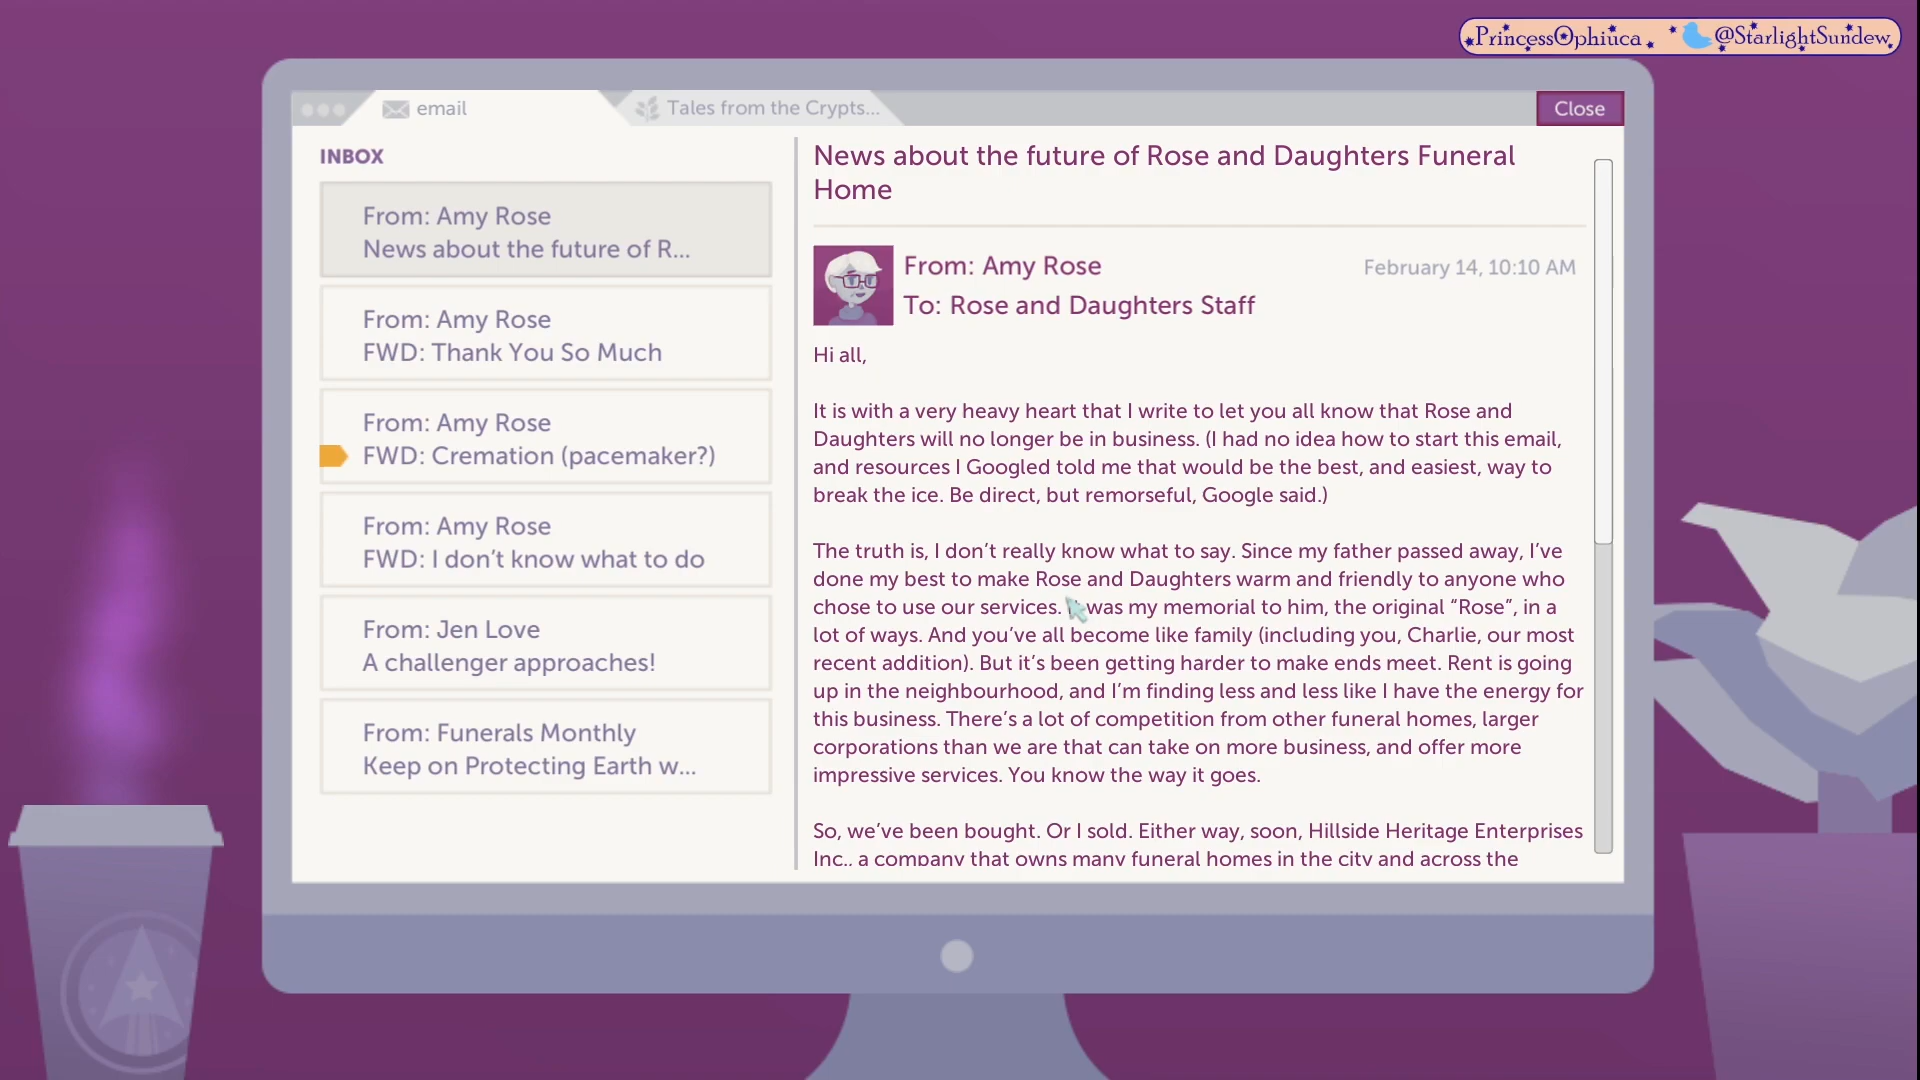 PrincessOphiuca
@StarlightSundew
email
Tales from the Crypts...
Close
INBOX
From: Amy Rose
News about the future of R...
From: Amy Rose
FWD: Thank You So Much
From: Amy Rose
FWD: Cremation (pacemaker?)
From: Amy Rose
FWD: I don’t know what to do
From: Jen Love
A challenger approaches!
From: Funerals Monthly
Keep on Protecting Earth w...
News about the future of Rose and Daughters Funeral
Home
From: Amy Rose
February 14, 10:10 AM
To: Rose and Daughters Staff
Hi all,
It is with a very heavy heart that I write to let you all know that Rose and
Daughters will no longer be in business. (I had no idea how to start this email,
and resources I Googled told me that would be the best, and easiest, way to
break the ice. Be direct, but remorseful, Google said.)
The truth is, I don’t really know what to say. Since my father passed away, I’ve
done my best to make Rose and Daughters warm and friendly to anyone who
chose to use our services. was my memorial to him, the original “Rose”, in a
lot of ways. And you’ve all become like family (including you, Charlie, our most
recent addition). But it’s been getting harder to make ends meet. Rent is going
up in the neighbourhood, and I’m finding less and less like I have the energy for
this business. There’s a lot of competition from other funeral homes, larger
corporations than we are that can take on more business, and offer more
impressive services. You know the way it goes.
So, we’ve been bought. Or I sold. Either way, soon, Hillside Heritage Enterprises
Inc., a company that owns many funeral homes in the city and across the